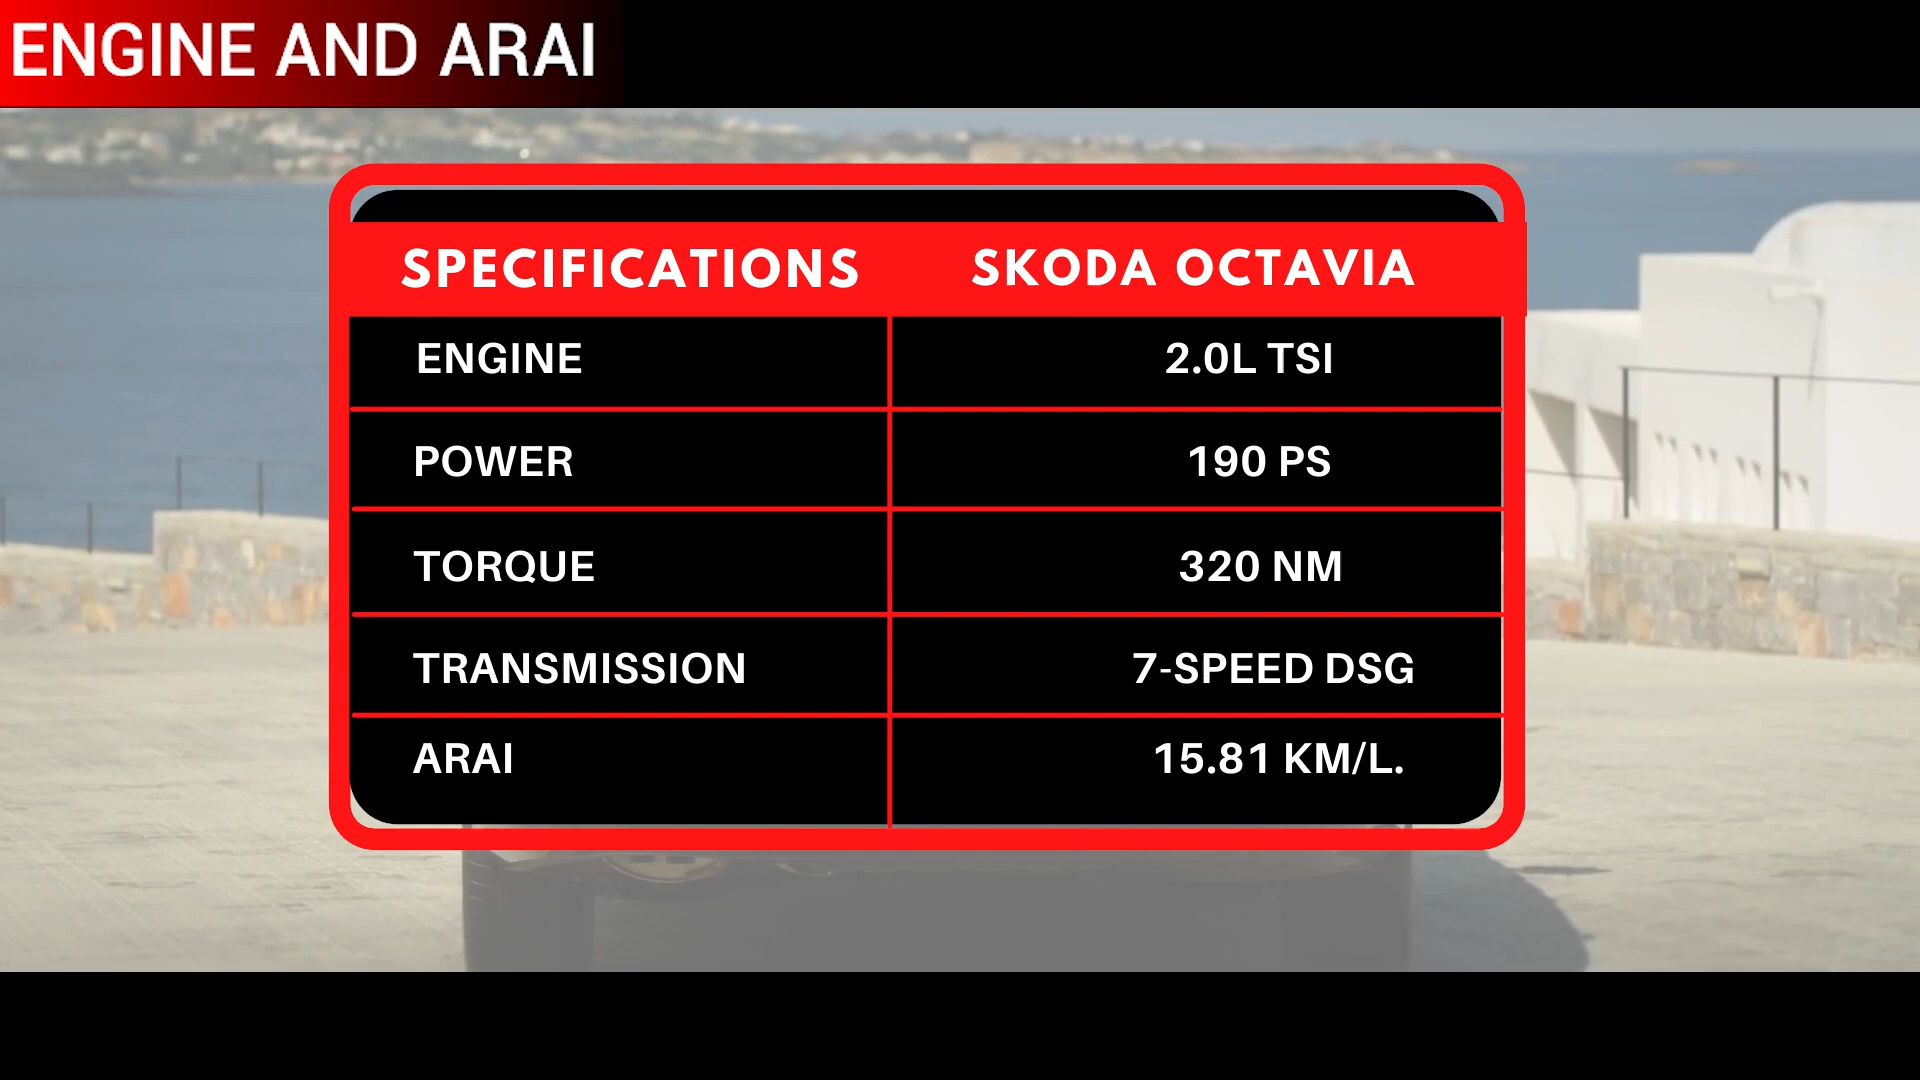 ENGINE AND ARAI
SPECIFICATIONS SKODA OCTAVIA
ENGINE 2.0L TSI
POWER 190 PS
TORQUE 320 NM
TRANSMISSION 7-SPEED DSG
ARAI 15.81 KM/L.